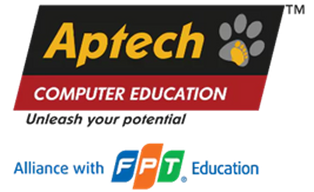 Aptech ™
COMPUTER EDUCATION
Unleash your potential
Alliance with FPT® Education